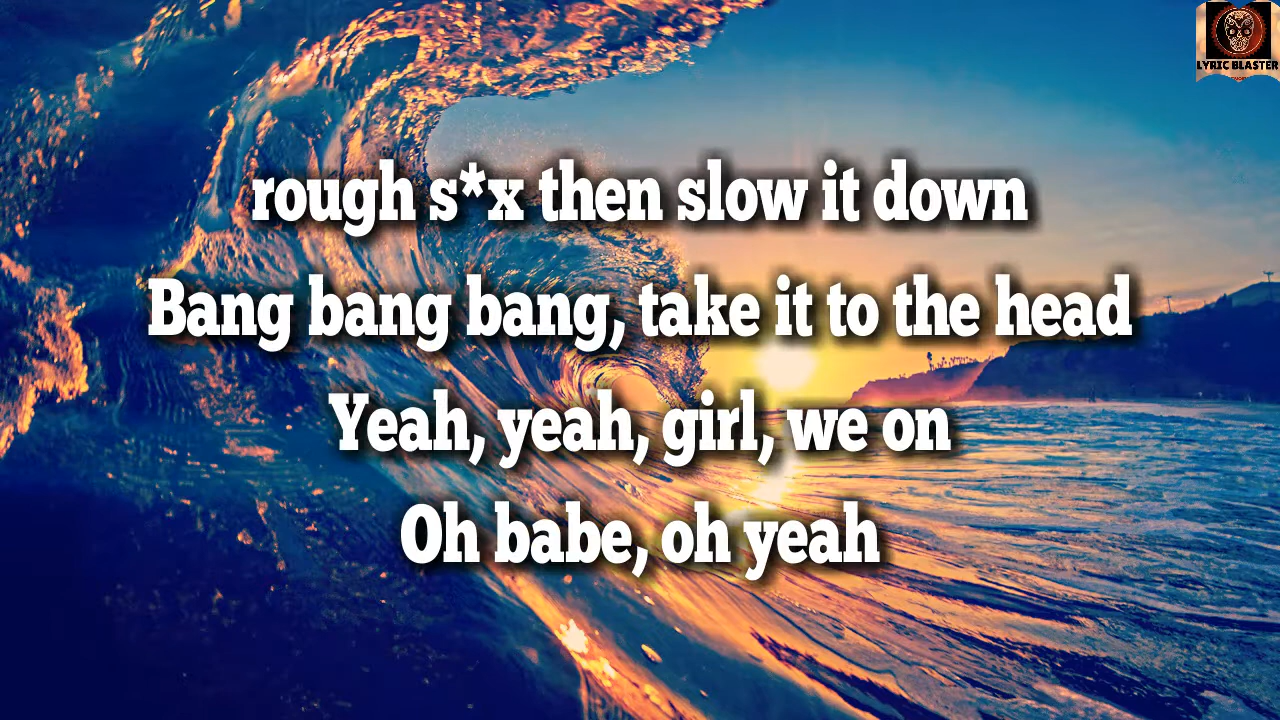 LYRIC BLASTER
rough s*x then slow it down
Bang bang bang, take it to the head
Yeah, yeah, girl, we on
Oh babe, oh yeah